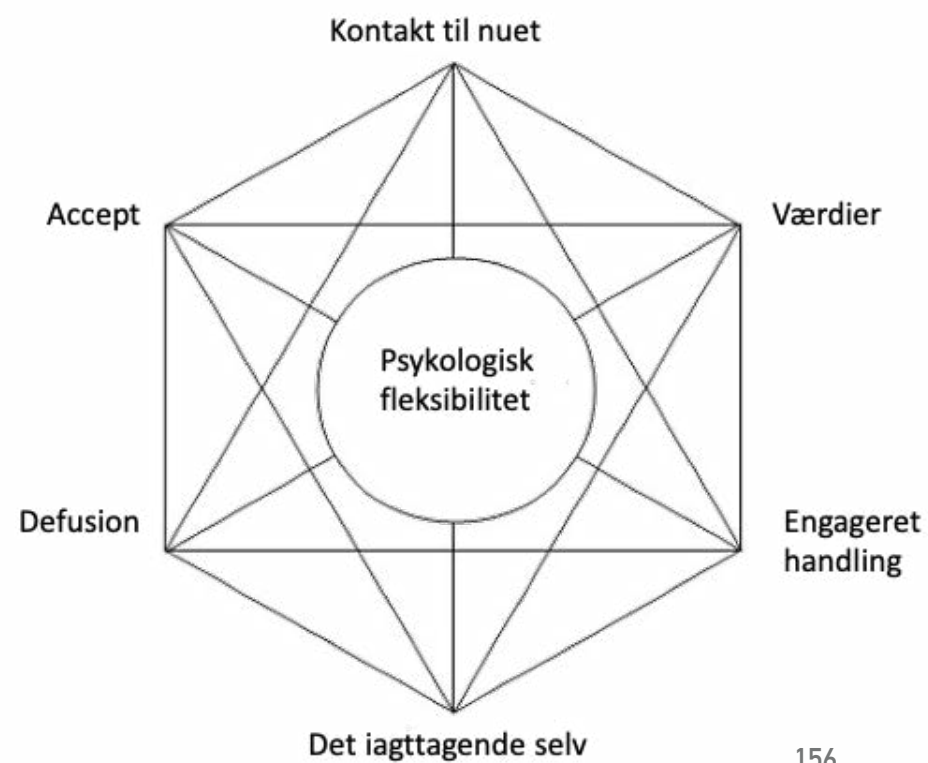 Kontakt til nuet
Accept
Værdier
Psykologisk
fleksibilitet
Defusion
Engageret
handling
Det iagttagende selv
156